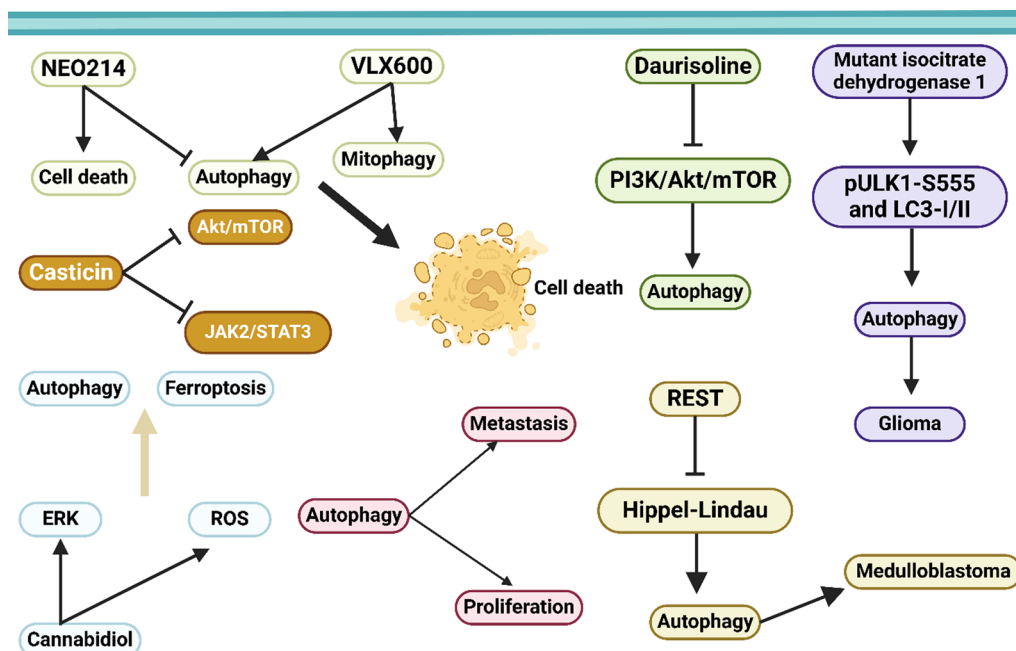 NEO214
VLX600
Cell death
Autophagy
Mitophagy
Akt/mTOR
Casticin
JAK2/STAT3
Cell death
Daurisoline
PI3K/Akt/mTOR
Autophagy
Mutant isocitrate
dehydrogenase 1
pULK1-S555
and LC3-I/II
Autophagy
Glioma
Autophagy
Ferroptosis
ERK
ROS
Cannabidiol
Metastasis
Autophagy
Proliferation
REST
Hippel-Lindau
Autophagy
Medulloblastoma